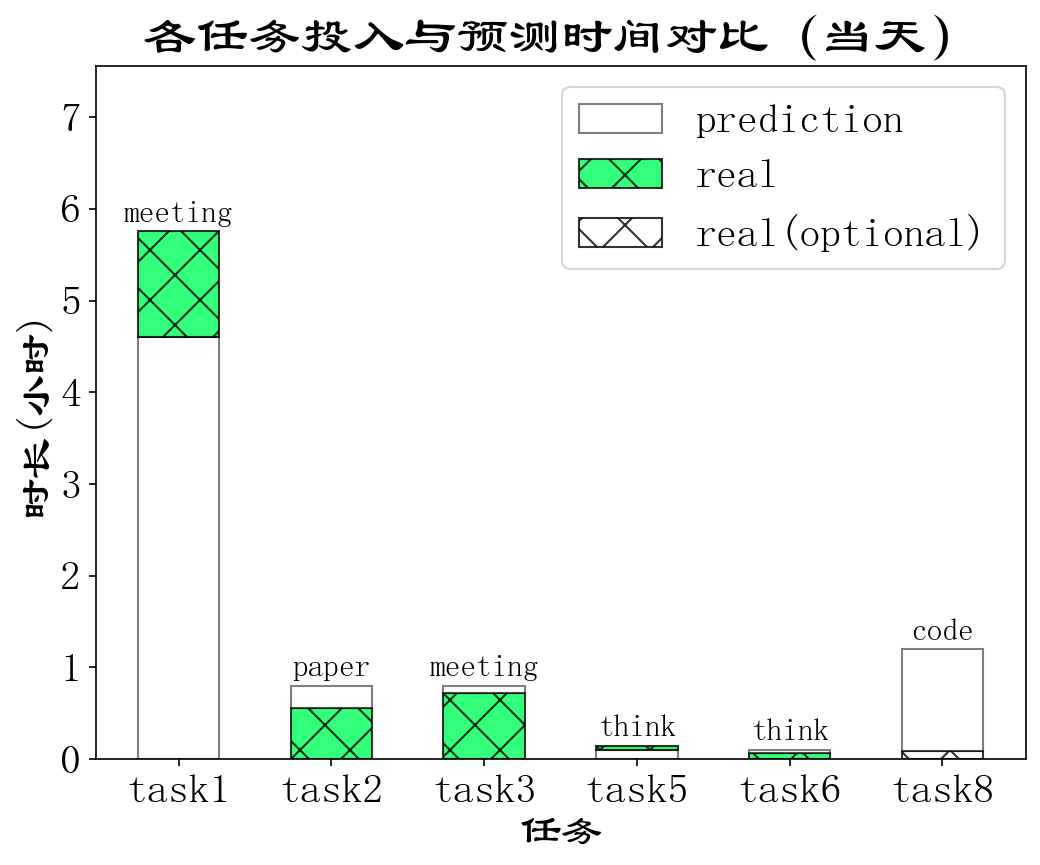 各任务投入与预测时间对比 (当天)
prediction
real
real(optional)
时长(小时)
7
6
5
4
3
2
1
0
meeting
paper
meeting
think
think
code
task1 task2 task3 task5 task6 task8
任务